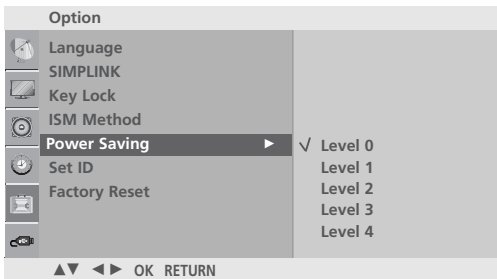 Option
Language
SIMPLINK
Key Lock
ISM Method
Power Saving ►
Set ID
Factory Reset
√ Level 0
Level 1
Level 2
Level 3
Level 4
▲▼ ◄► OK RETURN